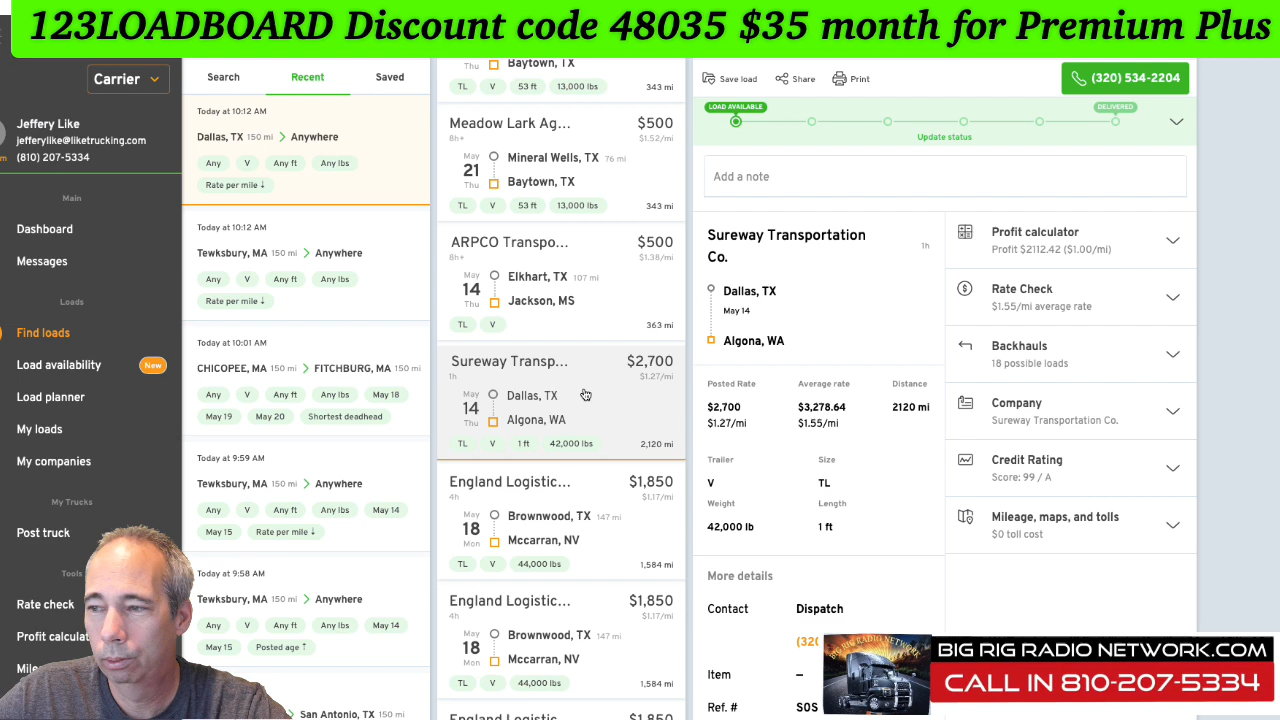 123LOADBOARD Discount code 48035 $35 month for Premium Plus
Carrier
Jeffery Like
jefferylike@liketrucking.com
(810) 207-5334
Main
Dashboard
Messages
Loads
Find loads
Load availability New
Load planner
My loads
My companies
My Trucks
Post truck
Tools
Rate check
Profit calculat
Mile
Search Recent Saved
Today at 10:12 AM
Dallas, TX 150 mi > Anywhere
Any V Any ft Any lbs
Rate per mile ↓
Today at 10:12 AM
Tewksbury, MA 150 mi > Anywhere
Any V Any ft Any lbs
Rate per mile ↓
Today at 10:01 AM
CHICOPEE, MA 150 mi > FITCHBURG, MA 150 mi
Any V Any ft Any lbs May 18
May 19 May 20 Shortest deadhead
Today at 9:59 AM
Tewksbury, MA 150 mi > Anywhere
Any V Any ft Any lbs May 14
May 15 Rate per mile ↓
Today at 9:58 AM
Tewksbury, MA 150 mi > Anywhere
Any V Any ft Any lbs May 14
May 15 Posted age ↑
San Antonio, TX 150 mi
Thu Baytown, TX
TL V 53 ft 13,000 lbs 343 mi
Meadow Lark Ag... $500
8h+ $1.52/mi
May 21 Thu
Mineral Wells, TX 76 mi
Baytown, TX
TL V 53 ft 13,000 lbs 343 mi
ARPCO Transpo... $500
8h+ $1.38/mi
May 14 Thu
Elkhart, TX 107 mi
Jackson, MS
TL V 363 mi
Sureway Transp... $2,700
1h $1.27/mi
May 14 Thu
Dallas, TX
Algona, WA
TL V 1 ft 42,000 lbs 2,120 mi
England Logistic... $1,850
4h $1.17/mi
May 18 Mon
Brownwood, TX 147 mi
Mccarran, NV
TL V 44,000 lbs 1,584 mi
England Logistic... $1,850
4h $1.17/mi
May 18 Mon
Brownwood, TX 147 mi
Mccarran, NV
TL V 44,000 lbs 1,584 mi
England Logistic... $1,850
Save load Share Print (320) 534-2204
LOAD AVAILABLE DELIVERED
Update status
Add a note
Sureway Transportation
Co.
1h
Dallas, TX
May 14
Algona, WA
Posted Rate Average rate Distance
$2,700 $3,278.64 2120 mi
$1.27/mi $1.55/mi
Trailer Size
V TL
Weight Length
42,000 lb 1 ft
More details
Contact Dispatch
(320
Item –
Ref. # SOS
Profit calculator
Profit $2112.42 ($1.00/mi)
Rate Check
$1.55/mi average rate
Backhauls
18 possible loads
Company
Sureway Transportation Co.
Credit Rating
Score: 99 / A
Mileage, maps, and tolls
$0 toll cost
BIG RIG RADIO NETWORK
BIG RIG RADIO NETWORK.COM
CALL IN 810-207-5334